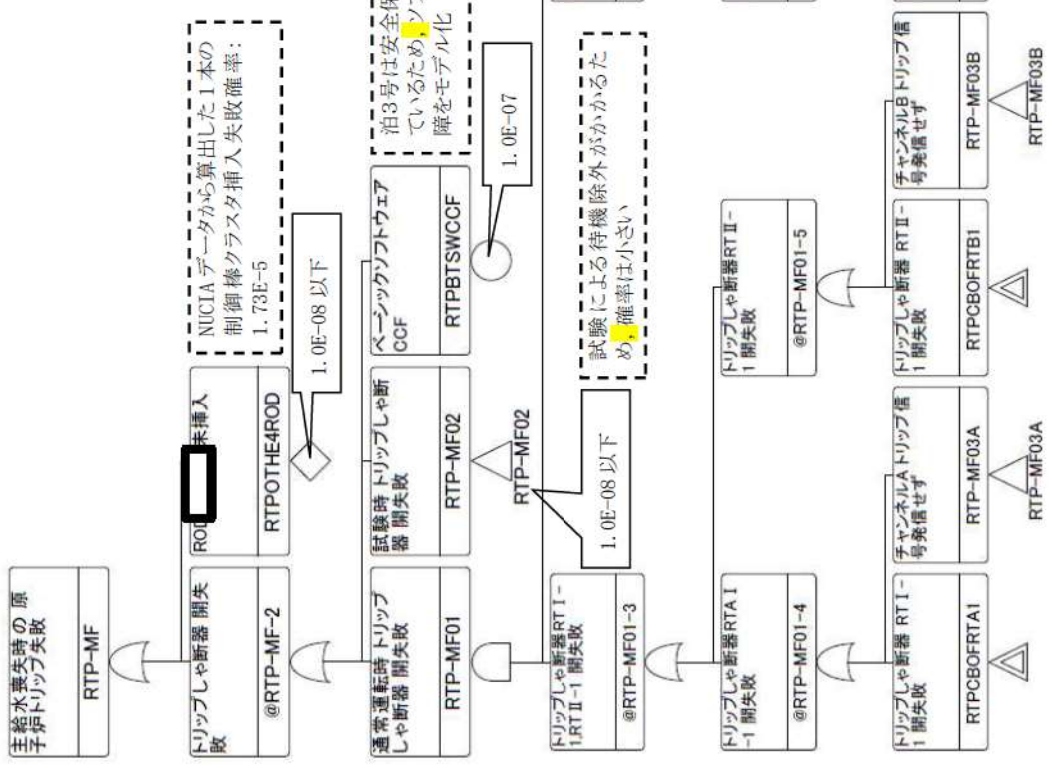 主給水喪失時の 原
子炉トリップ失敗
RTP-MF
トリップしゃ断器 開失
敗
@RTP-MF-2
ROD
未挿入
RTPOTHE4ROD
1.0E-08 以下
NUCIA データから算出した 1 本の
制御棒クラスタ挿入失敗確率:
1.73E-5
通常運転時 トリップ
しゃ断器 開失敗
RTP-MF01
試験時 トリップしゃ断
器 開失敗
RTP-MF02
RTP-MF02
1.0E-08 以下
ベーシックソフトウェア
CCF
RTPBTSWCCF
1.0E-07
泊3号は安全保
ているため,ソフ
障をモデル化
試験による待機除外がかかるた
め,確率は小さい
トリップしゃ断器RTⅠ-
1,RTⅡ-1 開失敗
@RTP-MF01-3
トリップしゃ断器RTAⅠ
-1 開失敗
@RTP-MF01-4
トリップしゃ断器RTⅡ-
1 開失敗
@RTP-MF01-5
トリップしゃ断器 RTⅠ-
1 開失敗
RTPCBOFRTA1
チャンネルA トリップ信
号発信せず
RTP-MF03A
RTP-MF03A
トリップしゃ断器 RTⅡ-
1 開失敗
RTPCBOFRTB1
チャンネルB トリップ信
号発信せず
RTP-MF03B
RTP-MF03B